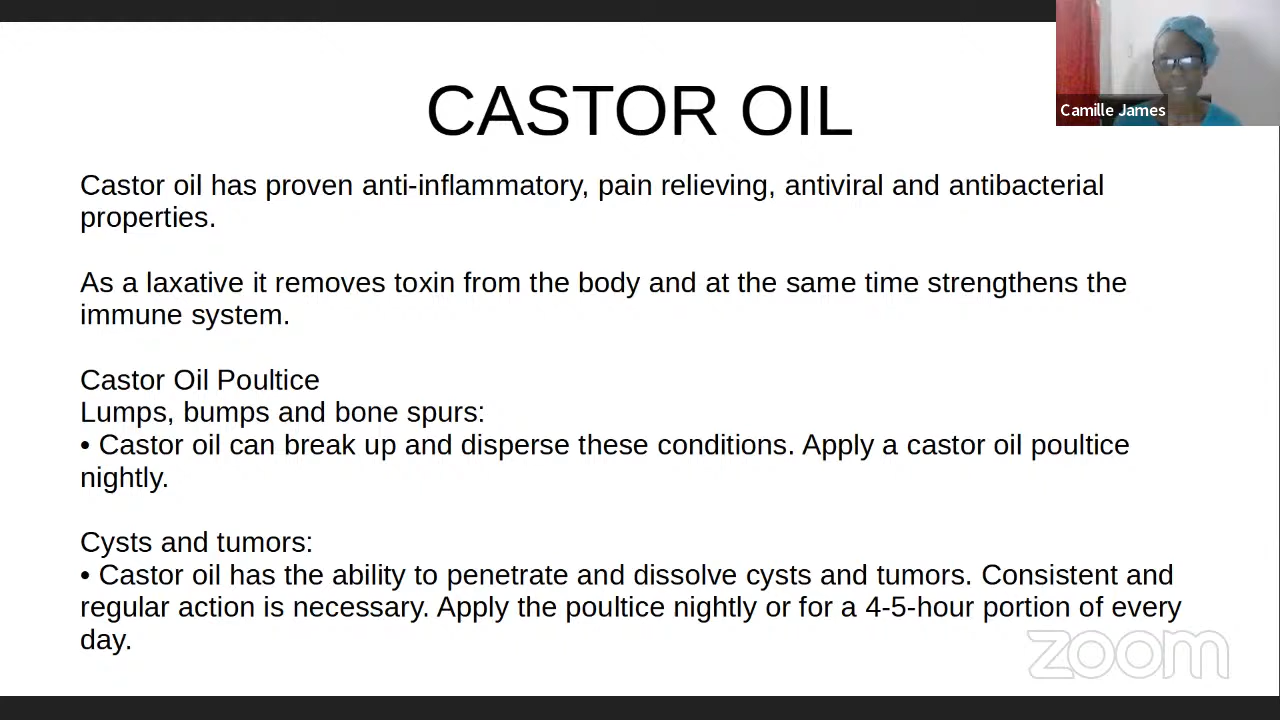 CASTOR OIL
Camille James
Castor oil has proven anti-inflammatory, pain relieving, antiviral and antibacterial
properties.
As a laxative it removes toxin from the body and at the same time strengthens the
immune system.
Castor Oil Poultice
Lumps, bumps and bone spurs:
• Castor oil can break up and disperse these conditions. Apply a castor oil poultice
nightly.
Cysts and tumors:
• Castor oil has the ability to penetrate and dissolve cysts and tumors. Consistent and
regular action is necessary. Apply the poultice nightly or for a 4-5-hour portion of every
day.
zoom